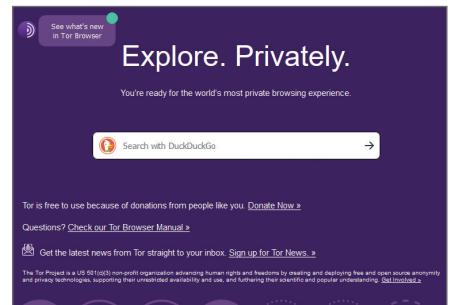 See what's new
in Tor Browser
Explore. Privately.
You're ready for the world's most private browsing experience.
Search with DuckDuckGo
Tor is free to use because of donations from people like you. Donate Now »
Questions? Check our Tor Browser Manual »
Get the latest news from Tor straight to your inbox. Sign up for Tor News. »
The Tor Project is a US 501(c)(3) non-profit organization advancing human rights and freedoms by creating and deploying free and open source anonymity
and privacy technologies, supporting their unrestricted availability and use, and furthering their scientific and popular understanding. Get Involved »